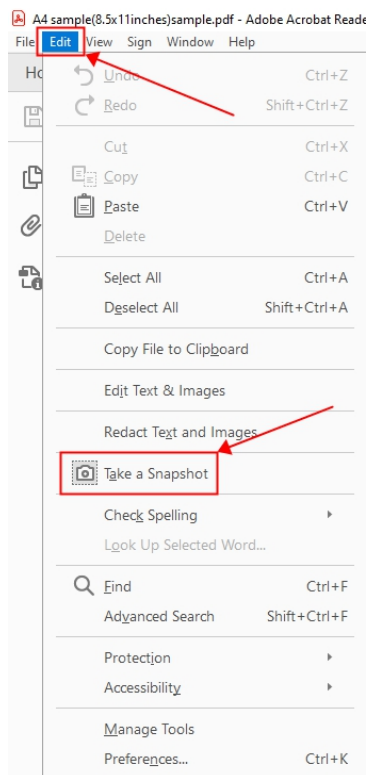 A4 sample(8.5x11inches)sample.pdf - Adobe Acrobat Reade
File Edit View Sign Window Help
Ho
Undo Ctrl+Z
Redo Shift+Ctrl+Z
Cut Ctrl+X
Copy Ctrl+C
Paste Ctrl+V
Delete
Select All Ctrl+A
Deselect All Shift+Ctrl+A
Copy File to Clipboard
Edit Text & Images
Redact Text and Images
Take a Snapshot
Check Spelling
Look Up Selected Word...
Find Ctrl+F
Advanced Search Shift+Ctrl+F
Protection
Accessibility
Manage Tools
Preferences... Ctrl+K